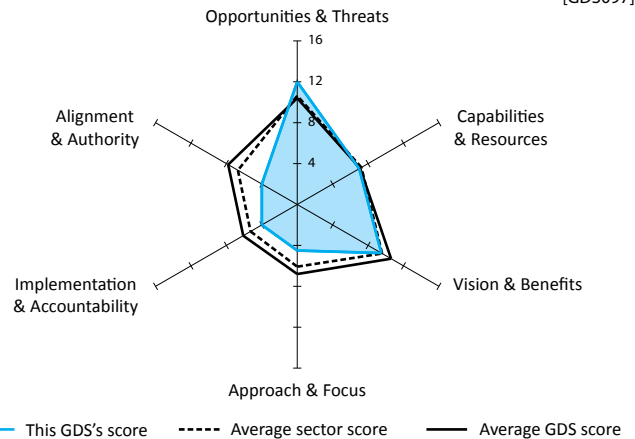 Opportunities & Threats
16
12
8
4
Capabilities
& Resources
Vision & Benefits
Approach & Focus
Implementation
& Accountability
Alignment
& Authority
This GDS's score
Average sector score
Average GDS score